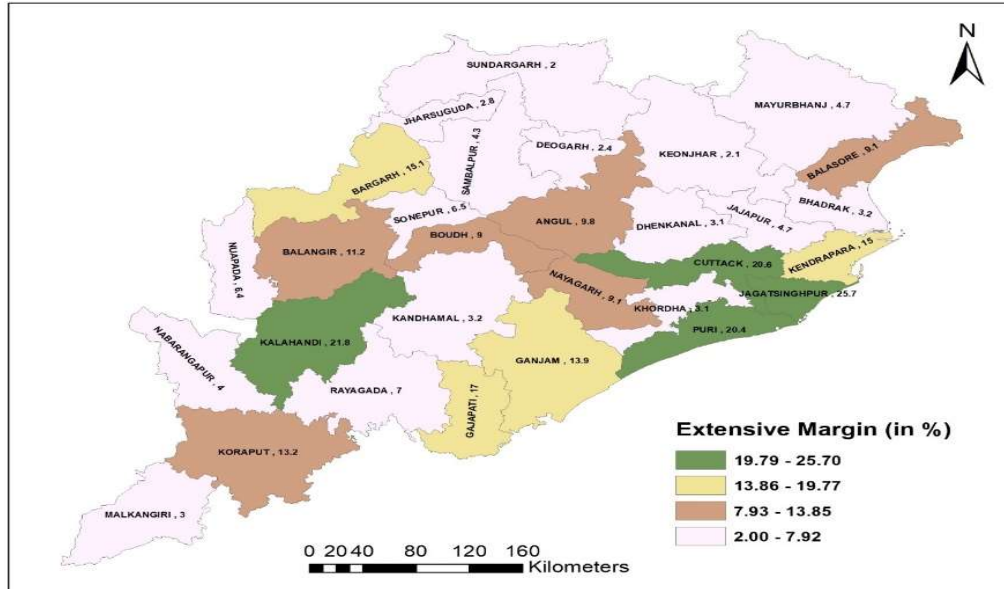 N
SUNDARGARH , 2
MAYURBHANJ , 4.7
JHARSUGUDA , 2.8
SAMBALPUR , 4.3
DEOGARH , 2.4
KEONJHAR , 2.1
BALASORE , 9.1
BARGARH , 15.1
BHADRAK , 3.2
SONEPUR , 6.5
ANGUL , 9.8
DHENKANAL , 3.1
JAJAPUR , 4.7
BOUDH , 9
NUAPADA , 6.4
BALANGIR , 11.2
CUTTACK , 20.6
KENDRAPARA , 15
NAYAGARH , 9.1
JAGATSINGHPUR , 25.7
KHORDHA , 3.1
KANDHAMAL , 3.2
PURI , 20.4
KALAHANDI , 21.8
NABARANGAPUR , 4
GANJAM , 13.9
RAYAGADA , 7
GAJAPATI , 17
KORAPUT , 13.2
MALKANGIRI , 3
Extensive Margin (in %)
19.79 - 25.70
13.86 - 19.77
7.93 - 13.85
2.00 - 7.92
0 20 40 80 120 160
Kilometers